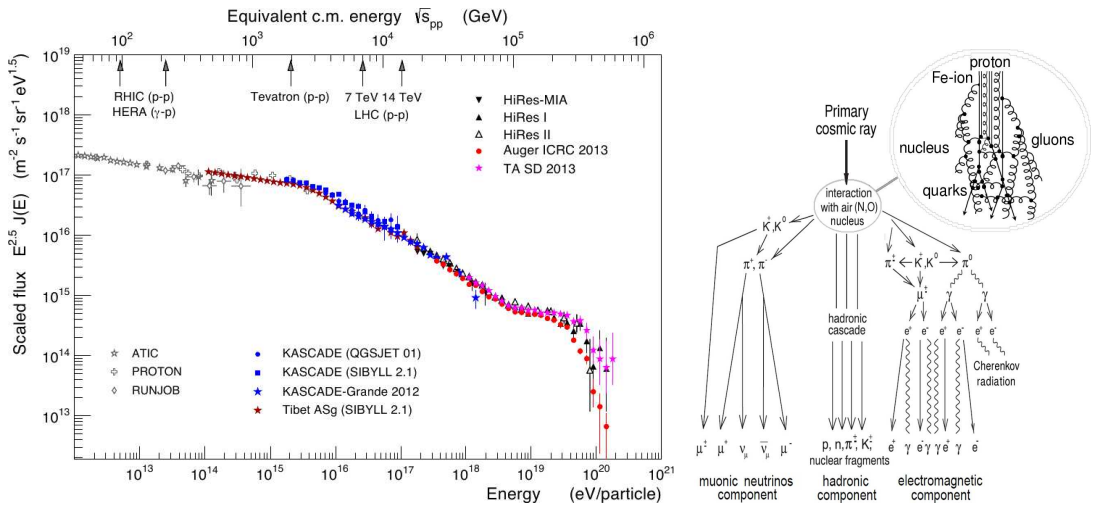 Equivalent c.m. energy √s_pp (GeV)
10^2 10^3 10^4 10^5 10^6
Scaled flux E^2.5 J(E) (m^-2 s^-1 sr^-1 eV^1.5)
10^19
10^18
10^17
10^16
10^15
10^14
10^13
RHIC (p-p)
HERA (γ-p)
Tevatron (p-p)
7 TeV 14 TeV
LHC (p-p)
HiRes-MIA
HiRes I
HiRes II
Auger ICRC 2013
TA SD 2013
ATIC
PROTON
RUNJOB
KASCADE (QGSJET 01)
KASCADE (SIBYLL 2.1)
KASCADE-Grande 2012
Tibet ASg (SIBYLL 2.1)
10^13 10^14 10^15 10^16 10^17 10^18 10^19 10^20 10^21
Energy (eV/particle)
proton
Fe-ion
gluons
nucleus
quarks
Primary
cosmic ray
interaction
with air (N,O)
nucleus
K^±,K^0
π^+, π^-
π^± K^±,K^0 π^0
μ^±
γ γ
hadronic
cascade
e^+ e^- e^+ e^- e^+ e^-
Cherenkov
radiation
μ^± μ^+ ν_μ ν̅_μ μ^-
p, n, π^±, K^±
nuclear fragments
e^+ γ e^- γ γ e^+ γ e^-
muonic neutrinos
component
hadronic
component
electromagnetic
component